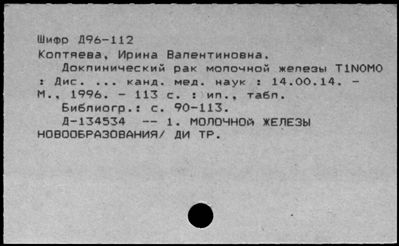 Шифр Д96-112
Коптяева, Ирина Валентиновна.
Доклинический рак молочной железы T1N0M0
: Дис. ... канд. мед. наук : 14.00.14. -
М., 1996. - 113 с. : ил., табл.
Библиогр.: с. 90-113.
Д-134534 -- 1. МОЛОЧНОЙ ЖЕЛЕЗЫ
НОВООБРАЗОВАНИЯ/ ДИ ТР.